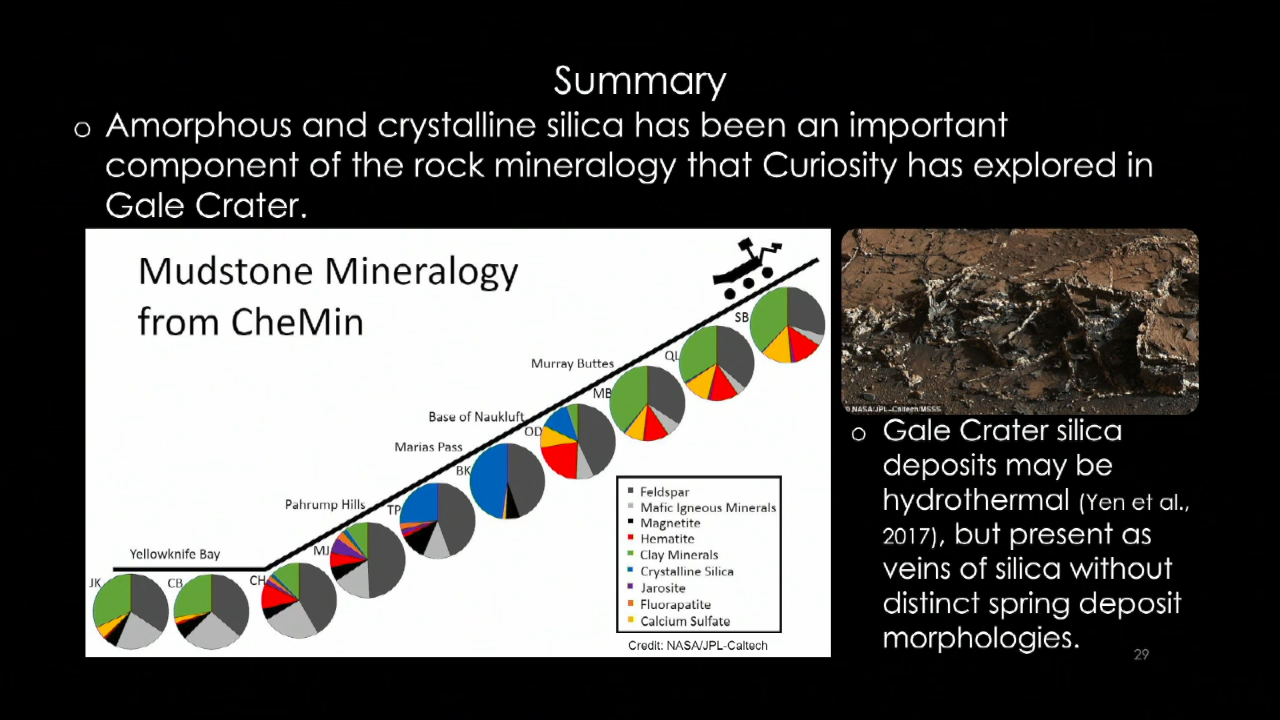 Summary
o Amorphous and crystalline silica has been an important
component of the rock mineralogy that Curiosity has explored in
Gale Crater.
Mudstone Mineralogy
from CheMin
SB
QL
Murray Buttes
MB
Base of Naukluft
OD
Marias Pass
BK
Pahrump Hills
TP
MJ
Yellowknife Bay
JK
CB
CH
Feldspar
Mafic Igneous Minerals
Magnetite
Hematite
Clay Minerals
Crystalline Silica
Jarosite
Fluorapatite
Calcium Sulfate
Credit: NASA/JPL-Caltech
© NASA/JPL-Caltech/MSSS
o Gale Crater silica
deposits may be
hydrothermal (Yen et al.,
2017), but present as
veins of silica without
distinct spring deposit
morphologies.
29